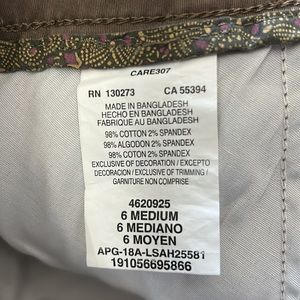 CARE307
RN 130273 CA 55394
MADE IN BANGLADESH
HECHO EN BANGLADESH
FABRIQUE AU BANGLADESH
98% COTTON 2% SPANDEX
98% ALGODON 2% SPANDEX
98% COTON 2% SPANDEX
EXCLUSIVE OF DECORATION / EXCEPTO
DECORACION / EXCLUSIVE OF TRIMMING /
GARNITURE NON COMPRISE
4620925
6 MEDIUM
6 MEDIANO
6 MOYEN
APG-18A-LSAH25581
191056695866